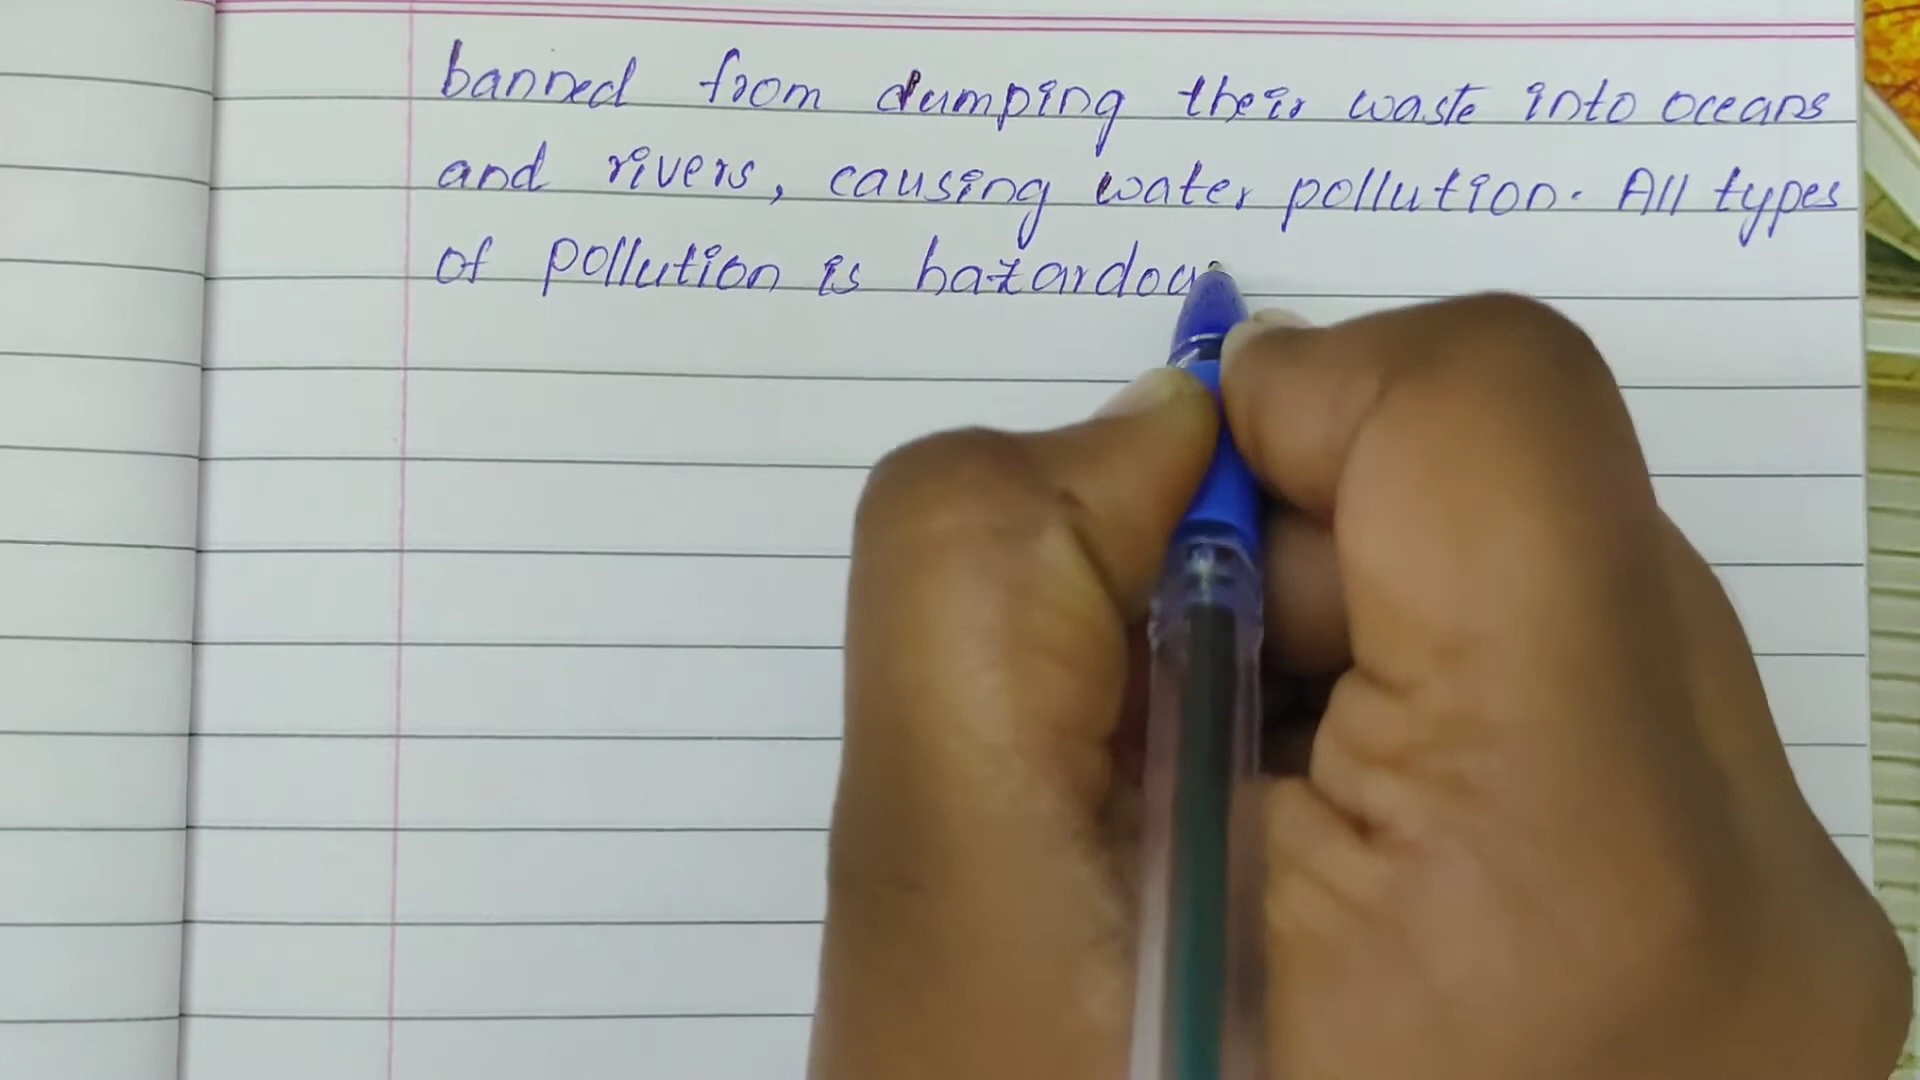 banned from dumping their waste into oceans
and rivers, causing water pollution. All types
of pollution is hazardou